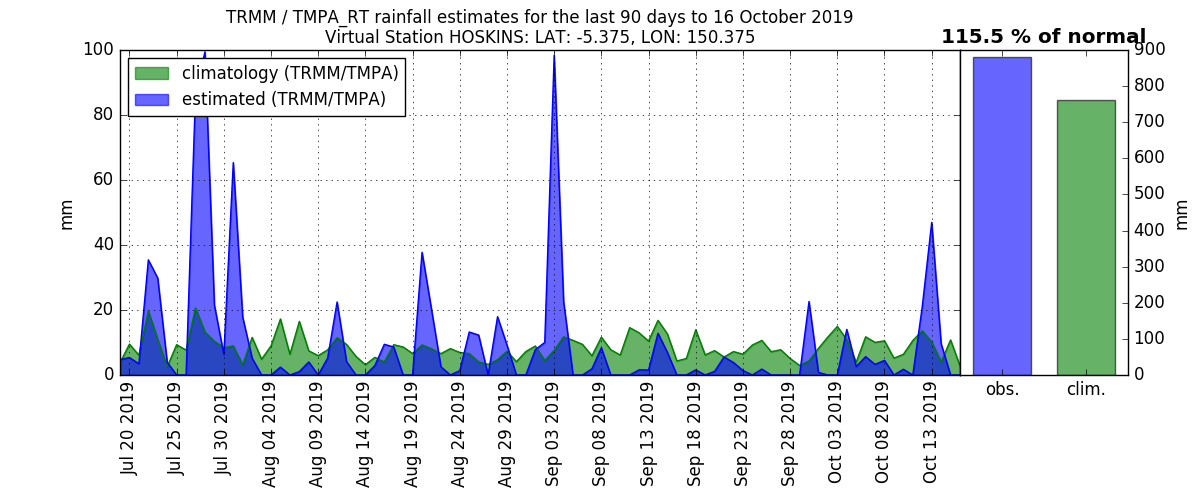 TRMM / TMPA_RT rainfall estimates for the last 90 days to 16 October 2019
Virtual Station HOSKINS: LAT: -5.375, LON: 150.375
115.5 % of normal
climatology (TRMM/TMPA)
estimated (TRMM/TMPA)
mm
100
80
60
40
20
0
Jul 20 2019
Jul 25 2019
Jul 30 2019
Aug 04 2019
Aug 09 2019
Aug 14 2019
Aug 19 2019
Aug 24 2019
Aug 29 2019
Sep 03 2019
Sep 08 2019
Sep 13 2019
Sep 18 2019
Sep 23 2019
Sep 28 2019
Oct 03 2019
Oct 08 2019
Oct 13 2019
obs.
clim.
900
800
700
600
500
400
300
200
100
0
mm